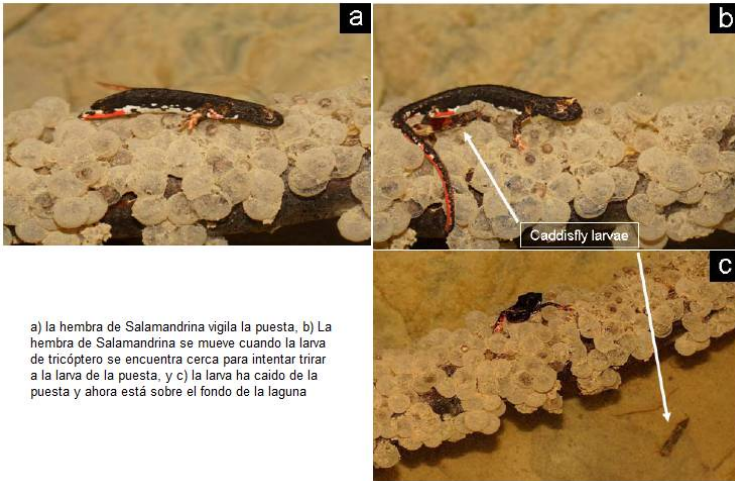 a
b
Caddisfly larvae
c
a) la hembra de Salamandrina vigila la puesta, b) La
hembra de Salamandrina se mueve cuando la larva
de tricóptero se encuentra cerca para intentar trirar
a la larva de la puesta, y c) la larva ha caido de la
puesta y ahora está sobre el fondo de la laguna